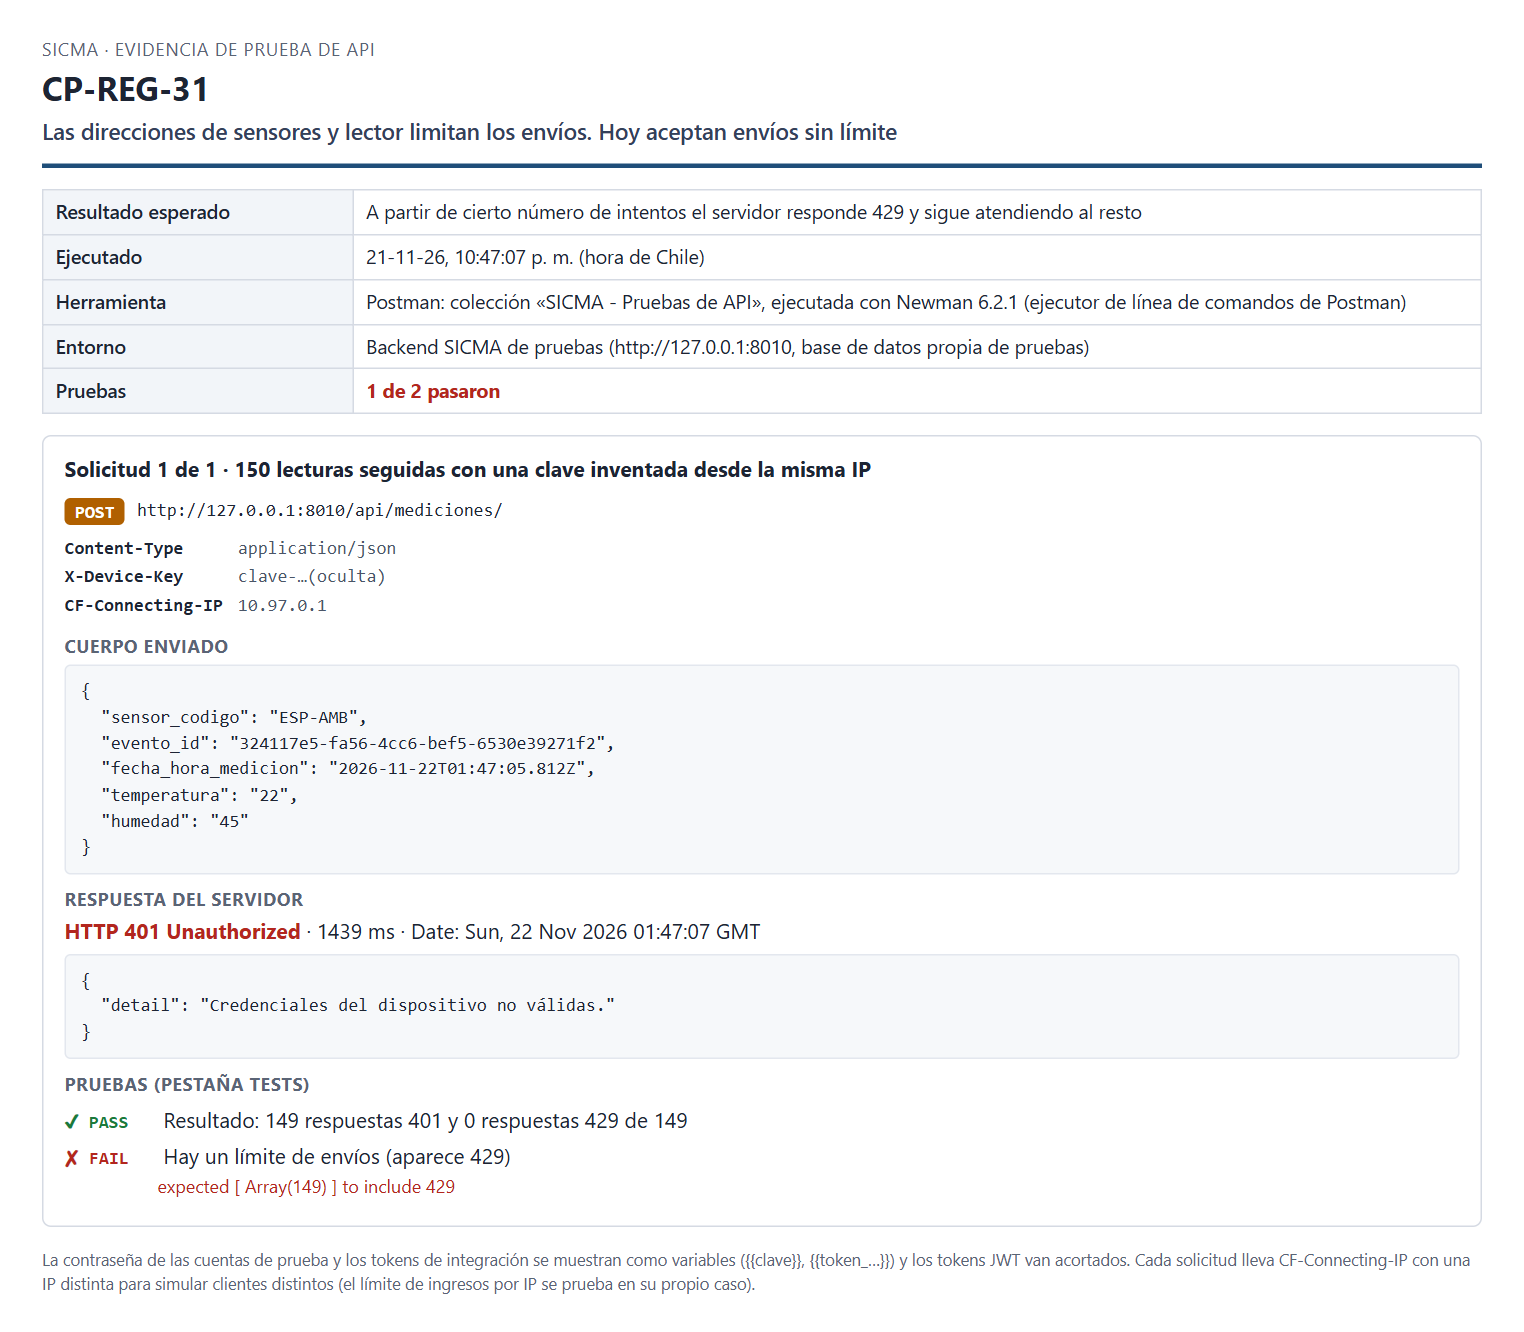 SICMA · EVIDENCIA DE PRUEBA DE API
CP-REG-31
Las direcciones de sensores y lector limitan los envíos. Hoy aceptan envíos sin límite
Resultado esperado A partir de cierto número de intentos el servidor responde 429 y sigue atendiendo al resto
Ejecutado 21-11-26, 10:47:07 p. m. (hora de Chile)
Herramienta Postman: colección «SICMA - Pruebas de API», ejecutada con Newman 6.2.1 (ejecutor de línea de comandos de Postman)
Entorno Backend SICMA de pruebas (http://127.0.0.1:8010, base de datos propia de pruebas)
Pruebas 1 de 2 pasaron
Solicitud 1 de 1 · 150 lecturas seguidas con una clave inventada desde la misma IP
POST http://127.0.0.1:8010/api/mediciones/
Content-Type application/json
X-Device-Key clave-…(oculta)
CF-Connecting-IP 10.97.0.1
CUERPO ENVIADO
{
"sensor_codigo": "ESP-AMB",
"evento_id": "324117e5-fa56-4cc6-bef5-6530e39271f2",
"fecha_hora_medicion": "2026-11-22T01:47:05.812Z",
"temperatura": "22",
"humedad": "45"
}
RESPUESTA DEL SERVIDOR
HTTP 401 Unauthorized · 1439 ms · Date: Sun, 22 Nov 2026 01:47:07 GMT
{
"detail": "Credenciales del dispositivo no válidas."
}
PRUEBAS (PESTAÑA TESTS)
✓ PASS Resultado: 149 respuestas 401 y 0 respuestas 429 de 149
✗ FAIL Hay un límite de envíos (aparece 429)
expected [ Array(149) ] to include 429
La contraseña de las cuentas de prueba y los tokens de integración se muestran como variables ({{clave}}, {{token_…}}) y los tokens JWT van acortados. Cada solicitud lleva CF-Connecting-IP con una
IP distinta para simular clientes distintos (el límite de ingresos por IP se prueba en su propio caso).